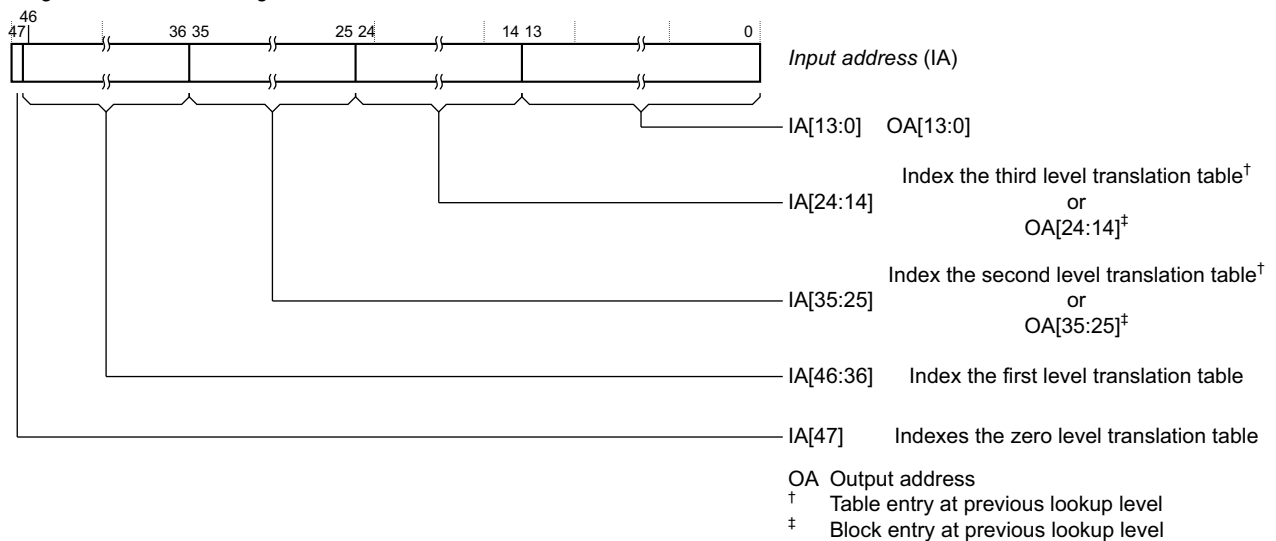 46
47 36 35 25 24 14 13 0
Input address (IA)
IA[13:0] OA[13:0]
Index the third level translation table†
IA[24:14] or
OA[24:14]‡
Index the second level translation table†
IA[35:25] or
OA[35:25]‡
IA[46:36] Index the first level translation table
IA[47] Indexes the zero level translation table
OA Output address
† Table entry at previous lookup level
‡ Block entry at previous lookup level